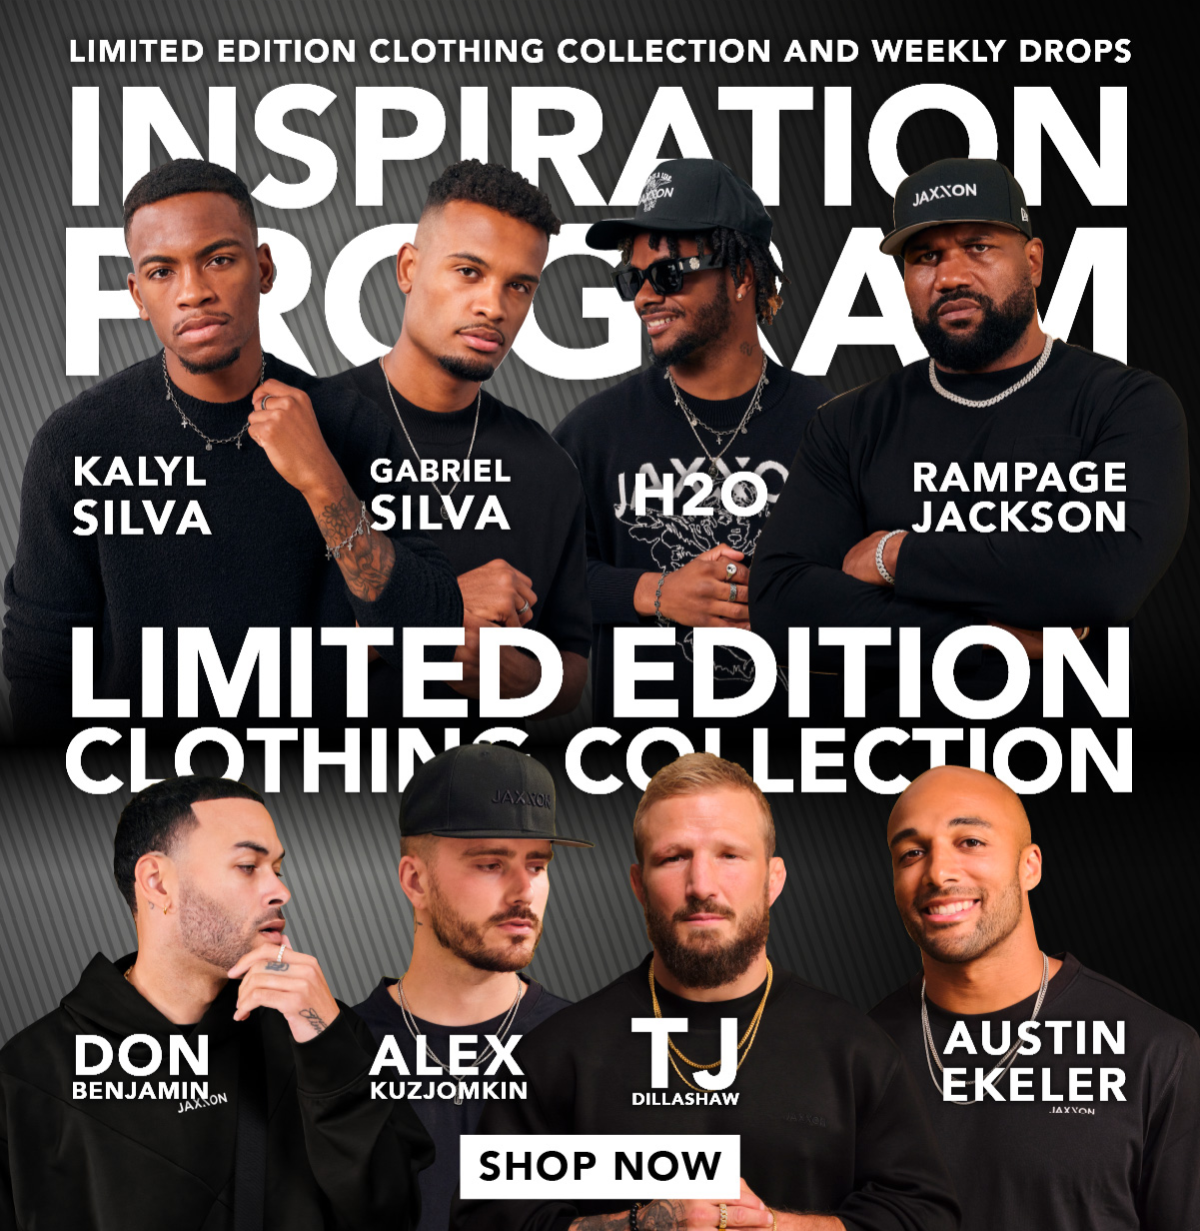 LIMITED EDITION CLOTHING COLLECTION AND WEEKLY DROPS
INSPIRATION
PROGRAM
JAXXON
JAXXON
KALYL
SILVA
GABRIEL
SILVA
H2O
RAMPAGE
JACKSON
LIMITED EDITION
CLOTHING COLLECTION
JAXXON
DON
BENJAMIN
JAXXON
ALEX
KUZJOMKIN
TJ
DILLASHAW
AUSTIN
EKELER
JAXXON
SHOP NOW